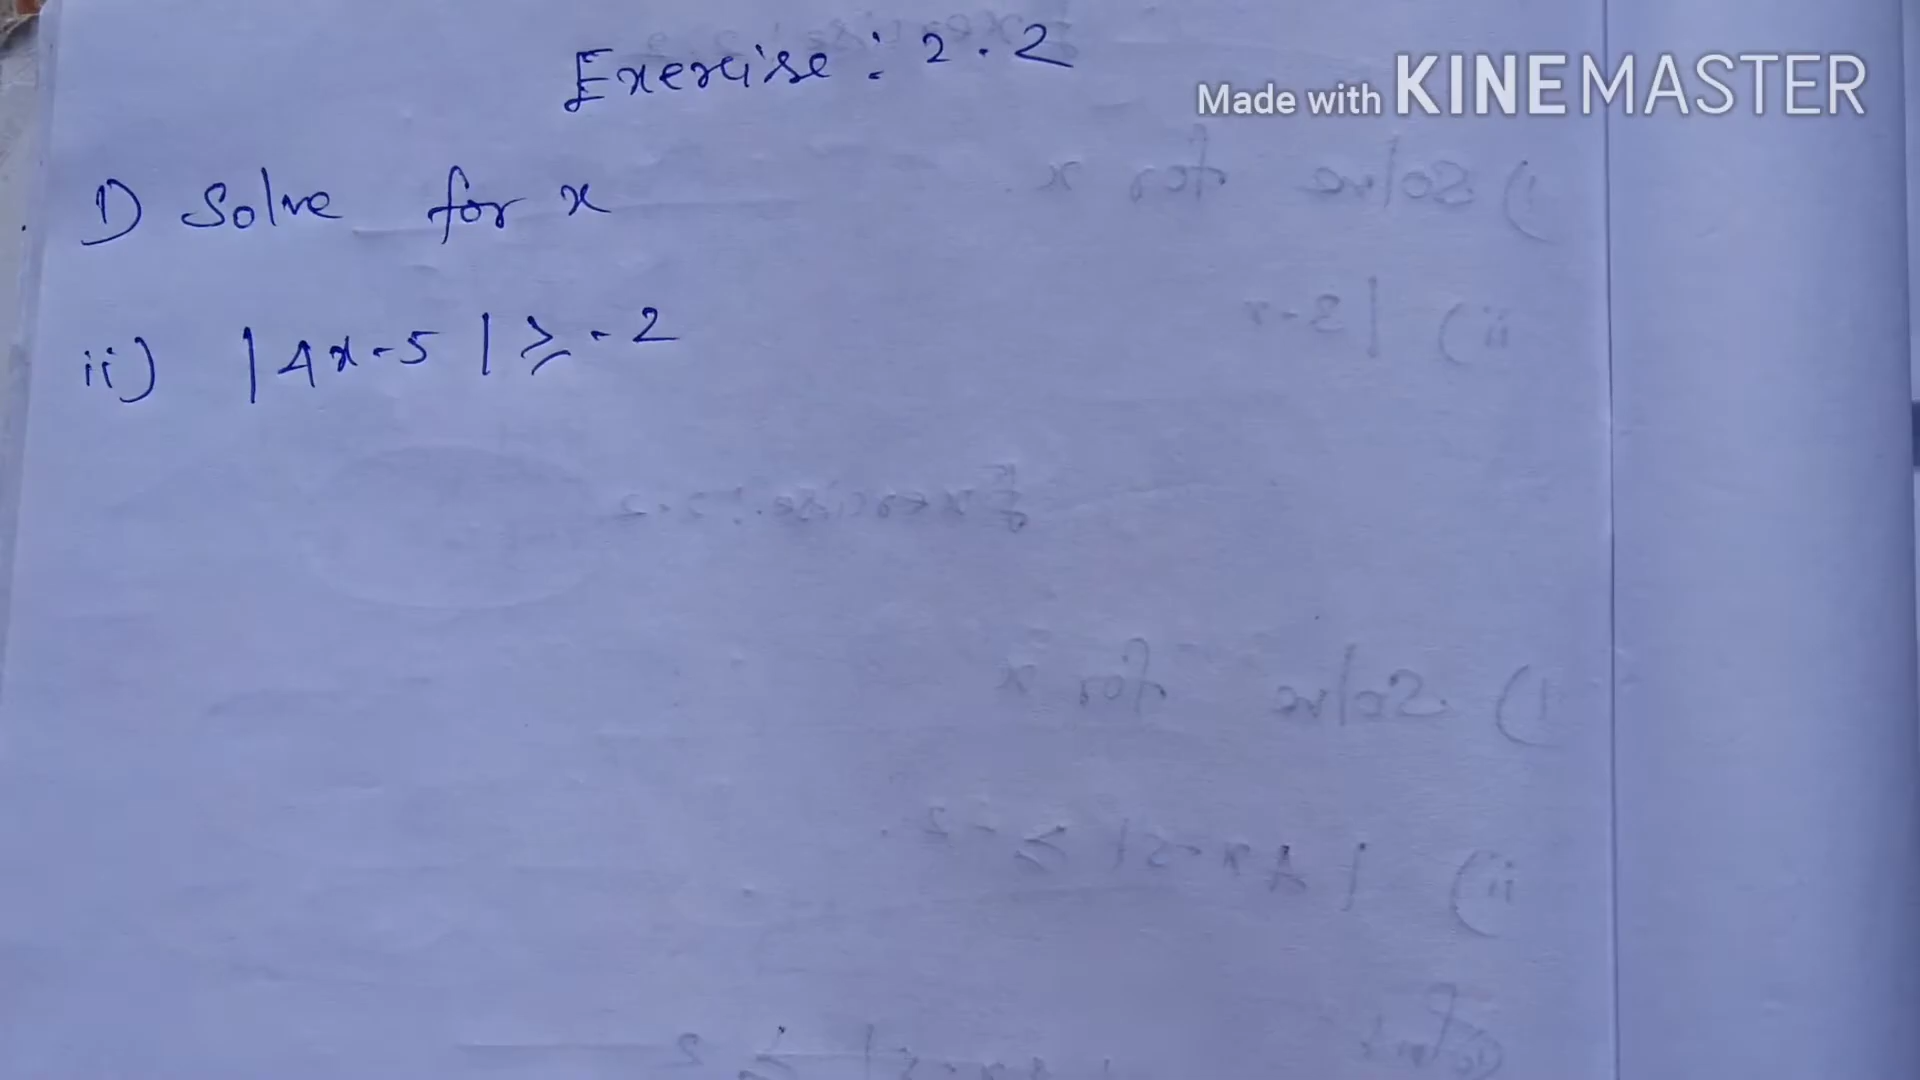 Exercise: 2.2
Made with KINEMASTER
1) Solve for x
ii) |4x-5| ≥ -2